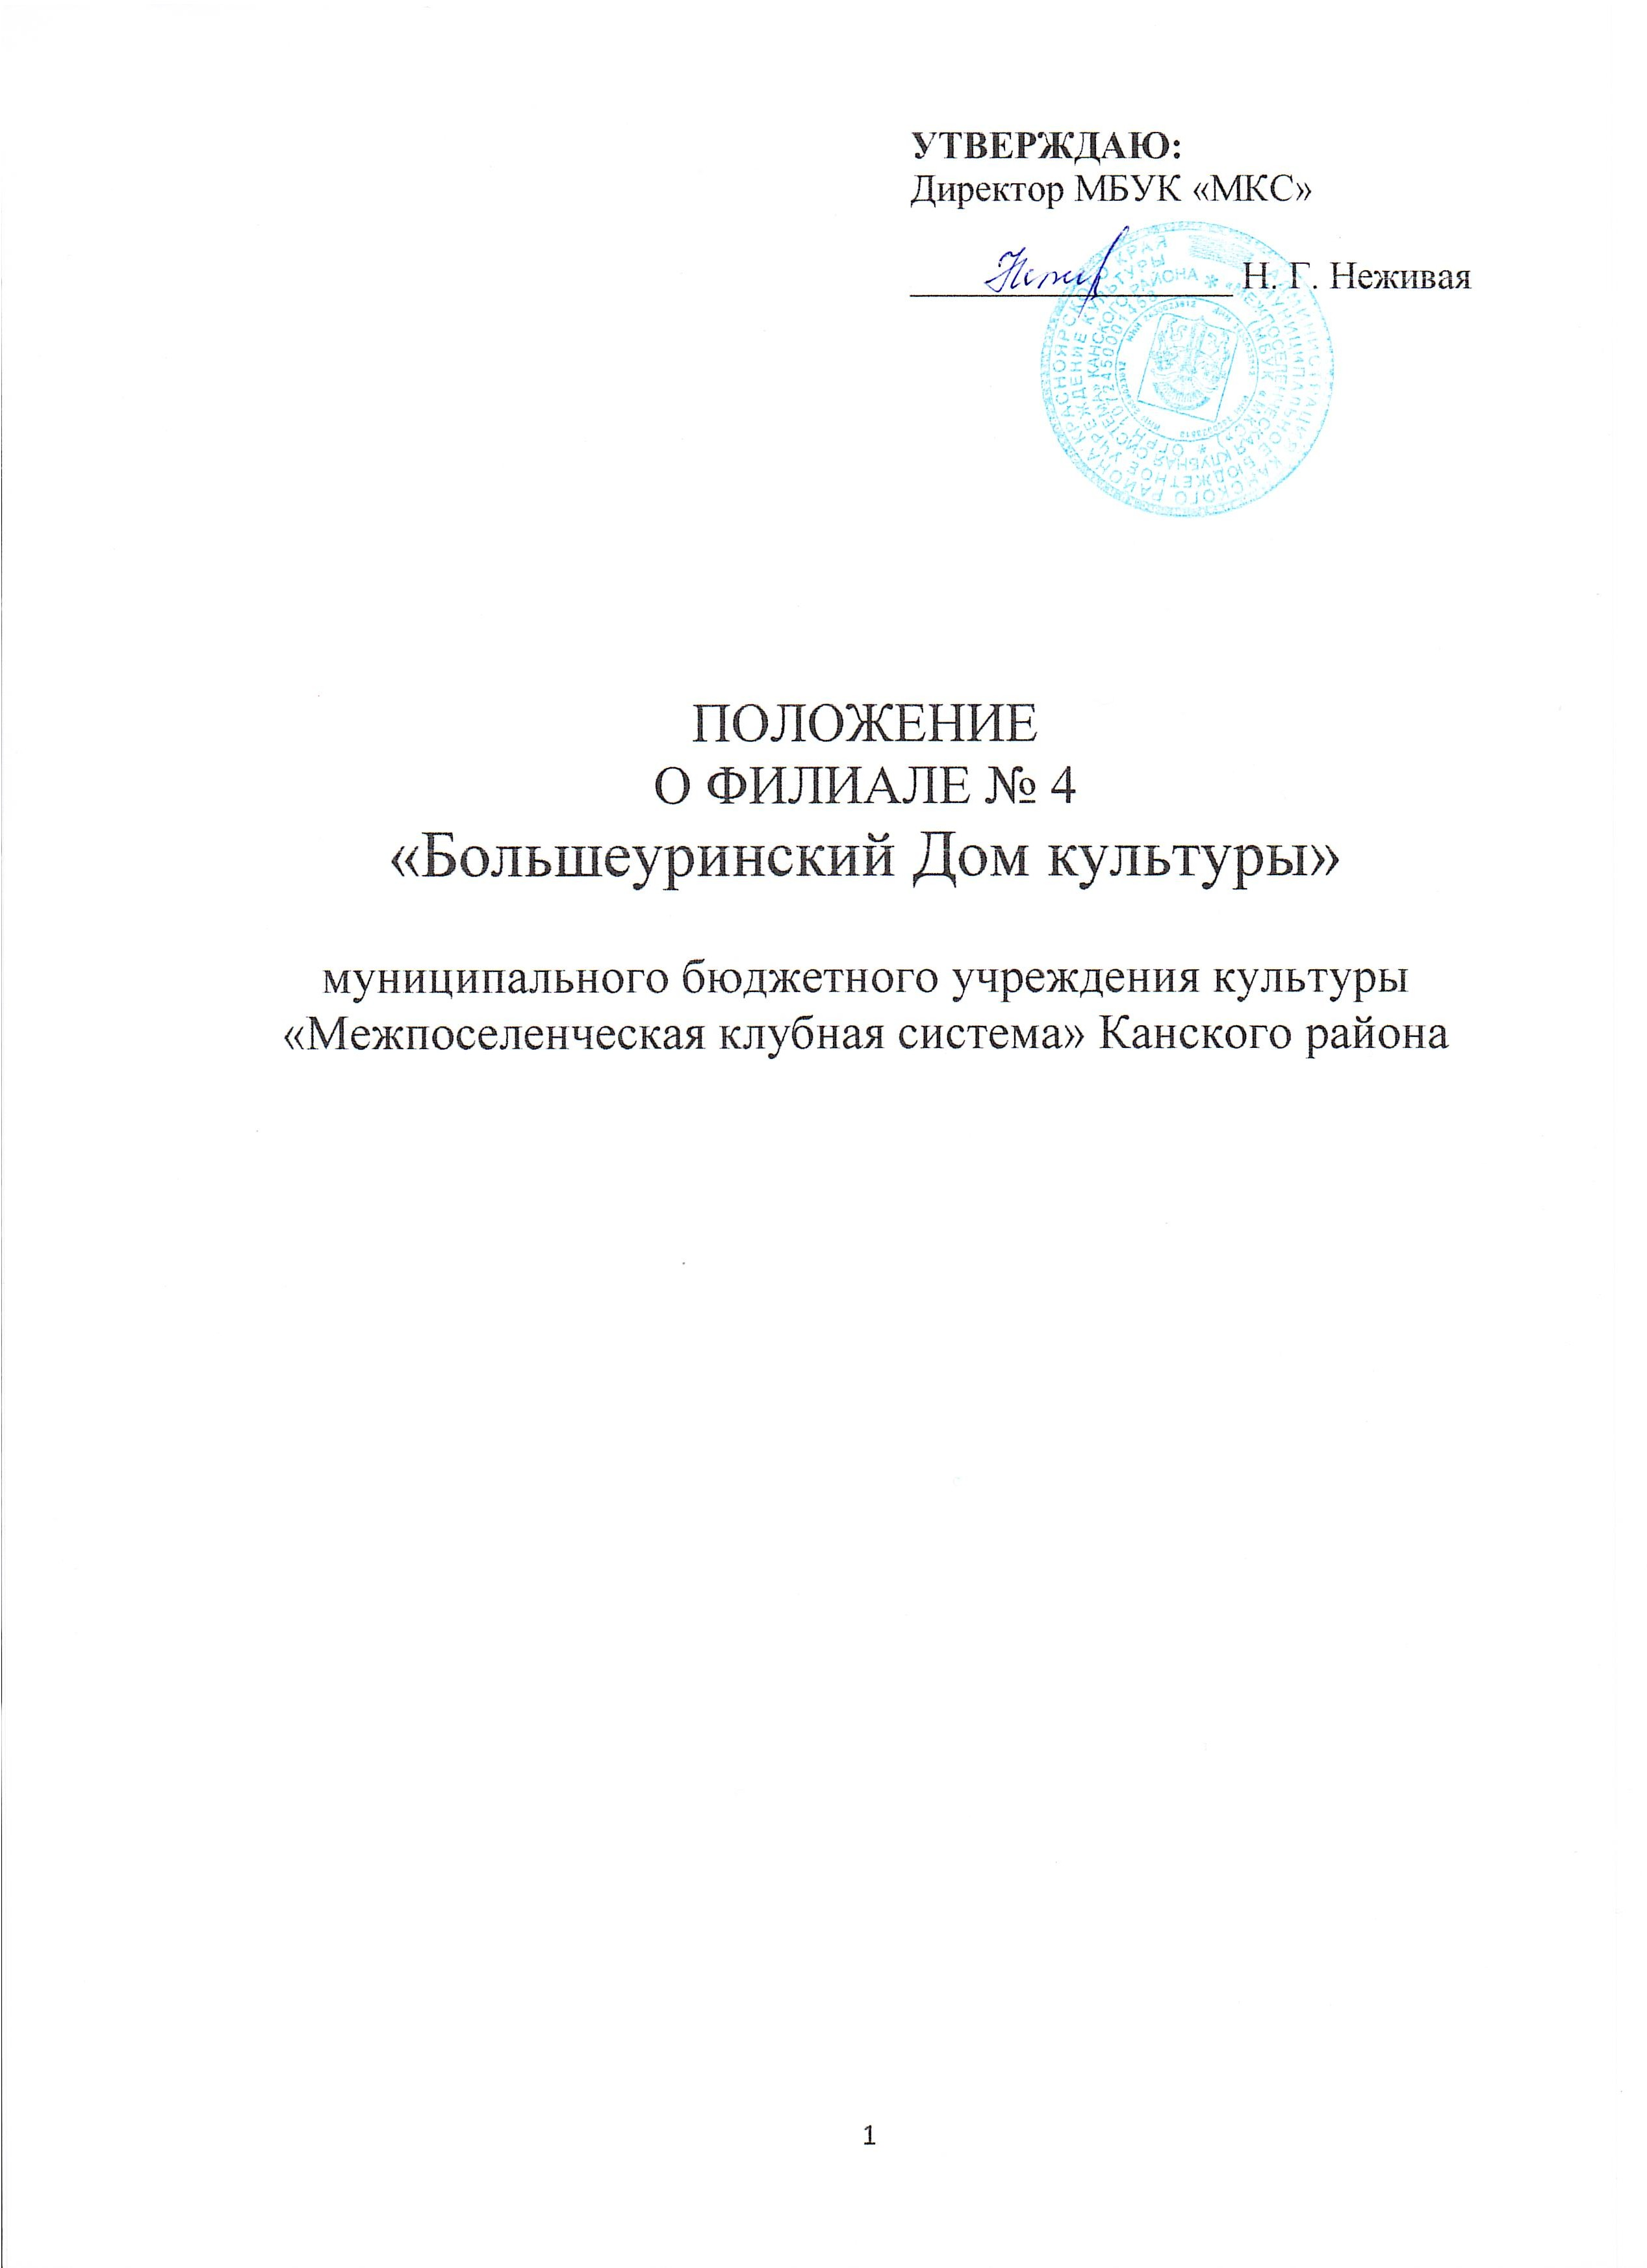 УТВЕРЖДАЮ:
Директор МБУК «МКС»
Н. Г. Неживая
ПОЛОЖЕНИЕ
О ФИЛИАЛЕ № 4
«Большеуринский Дом культуры»
муниципального бюджетного учреждения культуры
«Межпоселенческая клубная система» Канского района
1